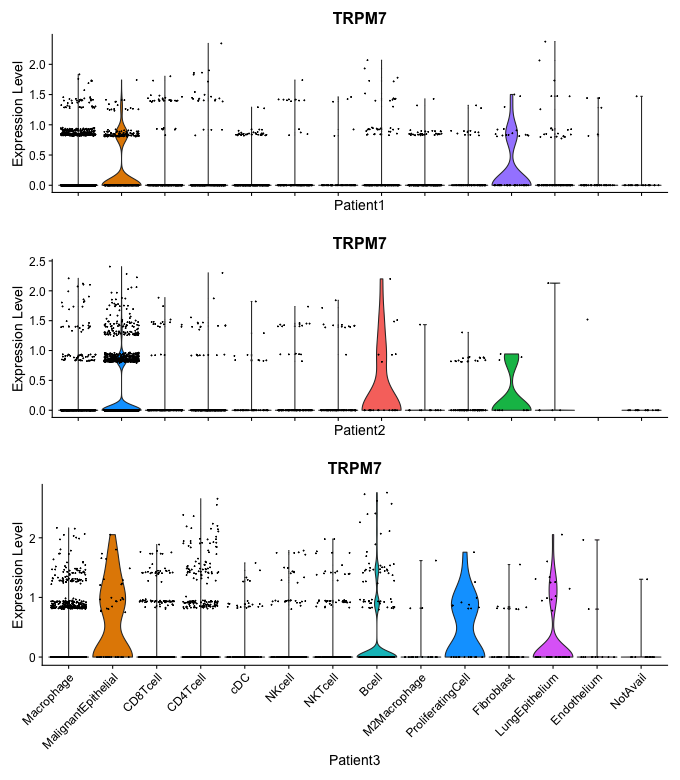 TRPM7
Expression Level
2.0
1.5
1.0
0.5
0.0
Patient1
TRPM7
Expression Level
2.5
2.0
1.5
1.0
0.5
0.0
Patient2
TRPM7
Expression Level
2
1
0
Macrophage
MalignantEpithelial
CD8Tcell
CD4Tcell
cDC
NKcell
NKTcell
Bcell
M2Macrophage
ProliferatingCell
Fibroblast
LungEpithelium
Endothelium
NotAvail
Patient3